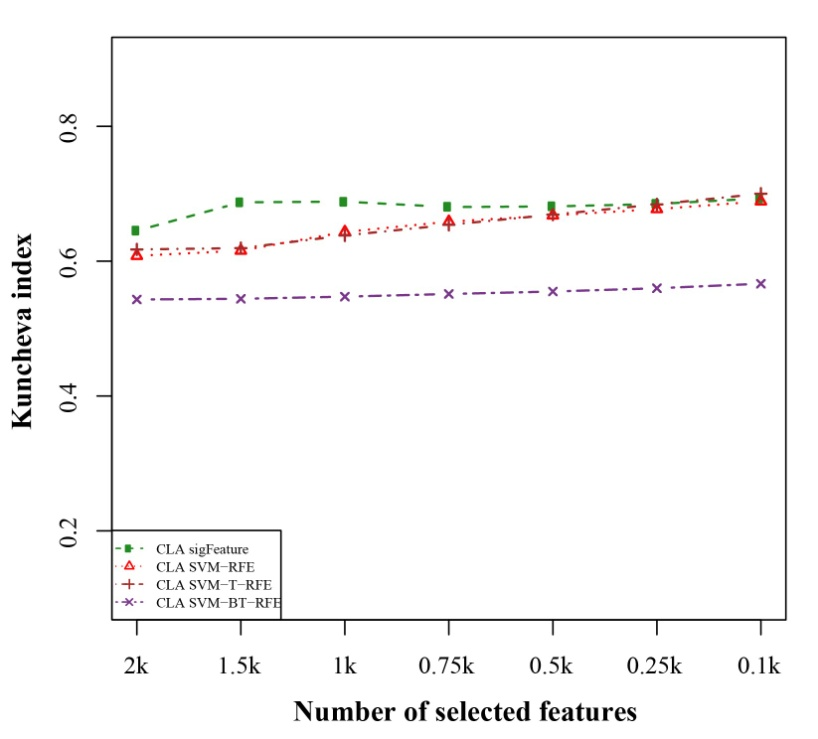 Kuncheva index
0.8
0.6
0.4
0.2
CLA sigFeature
CLA SVM−RFE
CLA SVM−T−RFE
CLA SVM−BT−RFE
2k 1.5k 1k 0.75k 0.5k 0.25k 0.1k
Number of selected features